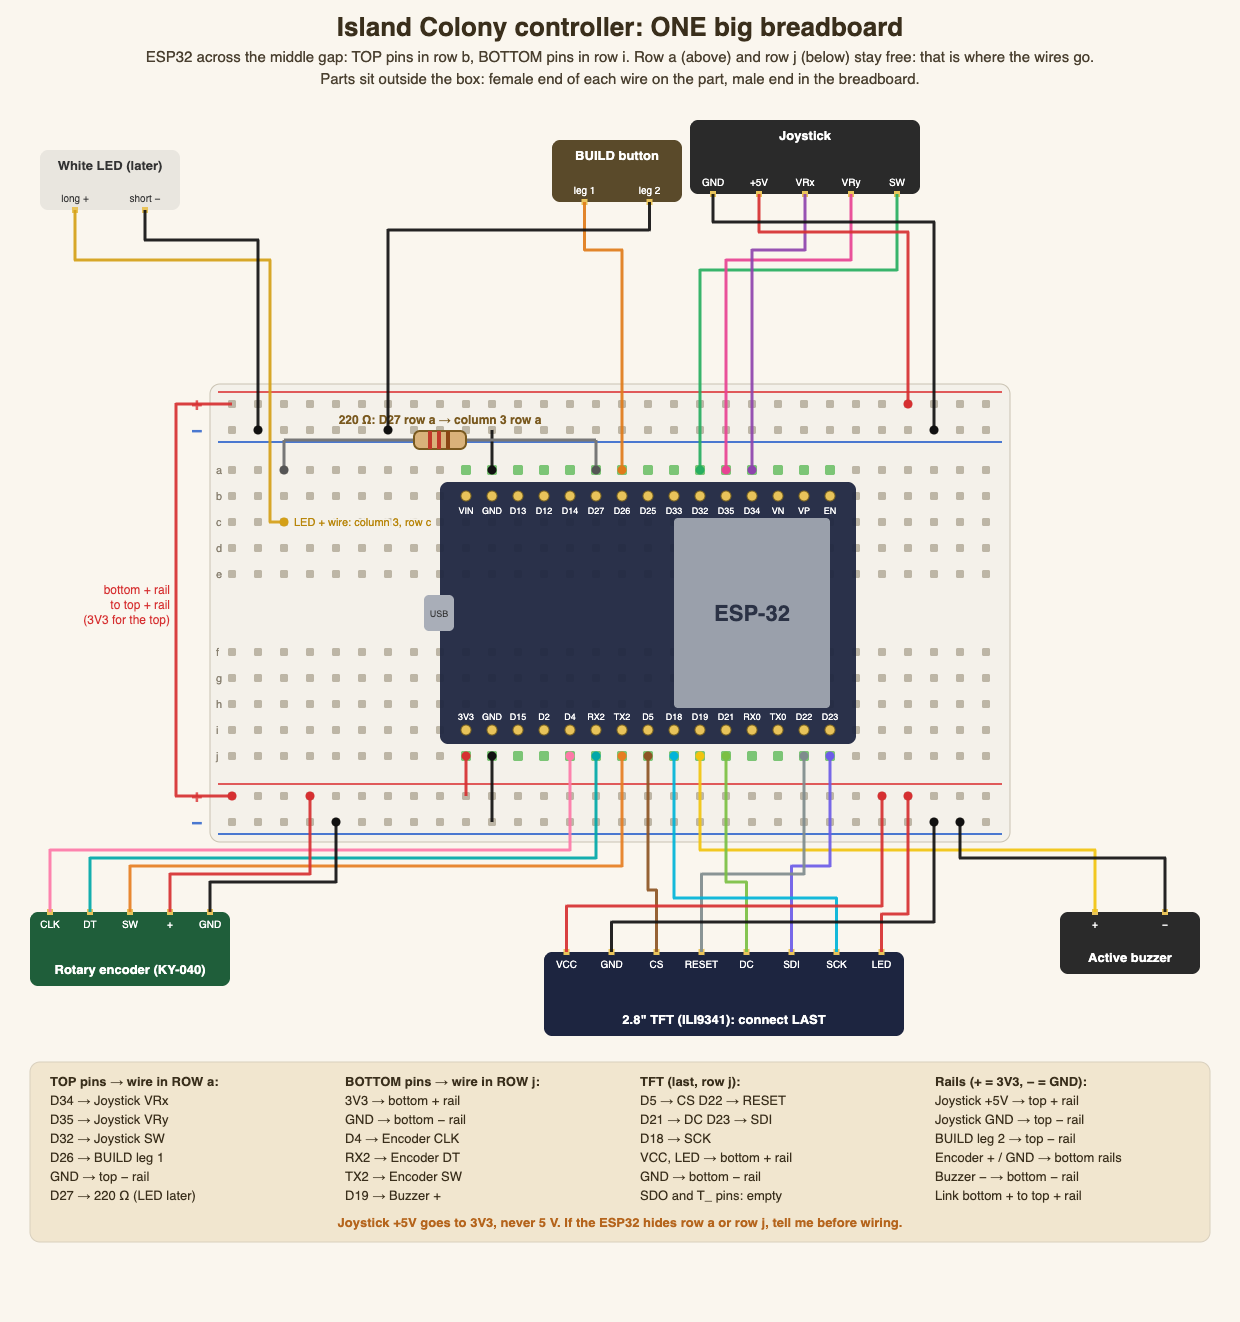 Island Colony controller: ONE big breadboard
ESP32 across the middle gap: TOP pins in row b, BOTTOM pins in row i. Row a (above) and row j (below) stay free: that is where the wires go.
Parts sit outside the box: female end of each wire on the part, male end in the breadboard.
White LED (later)
long +
short –
BUILD button
leg 1
leg 2
Joystick
GND
+5V
VRx
VRy
SW
+
–
220 Ω: D27 row a → column 3 row a
a
b
c
d
e
LED + wire: column 3, row c
VIN GND D13 D12 D14 D27 D26 D25 D33 D32 D35 D34 VN VP EN
bottom + rail
to top + rail
(3V3 for the top)
USB
ESP-32
f
g
h
i
j
3V3 GND D15 D2 D4 RX2 TX2 D5 D18 D19 D21 RX0 TX0 D22 D23
+
–
CLK DT SW + GND
Rotary encoder (KY-040)
VCC GND CS RESET DC SDI SCK LED
2.8" TFT (ILI9341): connect LAST
+ –
Active buzzer
TOP pins → wire in ROW a:
D34 → Joystick VRx
D35 → Joystick VRy
D32 → Joystick SW
D26 → BUILD leg 1
GND → top – rail
D27 → 220 Ω (LED later)
BOTTOM pins → wire in ROW j:
3V3 → bottom + rail
GND → bottom – rail
D4 → Encoder CLK
RX2 → Encoder DT
TX2 → Encoder SW
D19 → Buzzer +
TFT (last, row j):
D5 → CS D22 → RESET
D21 → DC D23 → SDI
D18 → SCK
VCC, LED → bottom + rail
GND → bottom – rail
SDO and T_ pins: empty
Rails (+ = 3V3, – = GND):
Joystick +5V → top + rail
Joystick GND → top – rail
BUILD leg 2 → top – rail
Encoder + / GND → bottom rails
Buzzer – → bottom – rail
Link bottom + to top + rail
Joystick +5V goes to 3V3, never 5 V. If the ESP32 hides row a or row j, tell me before wiring.